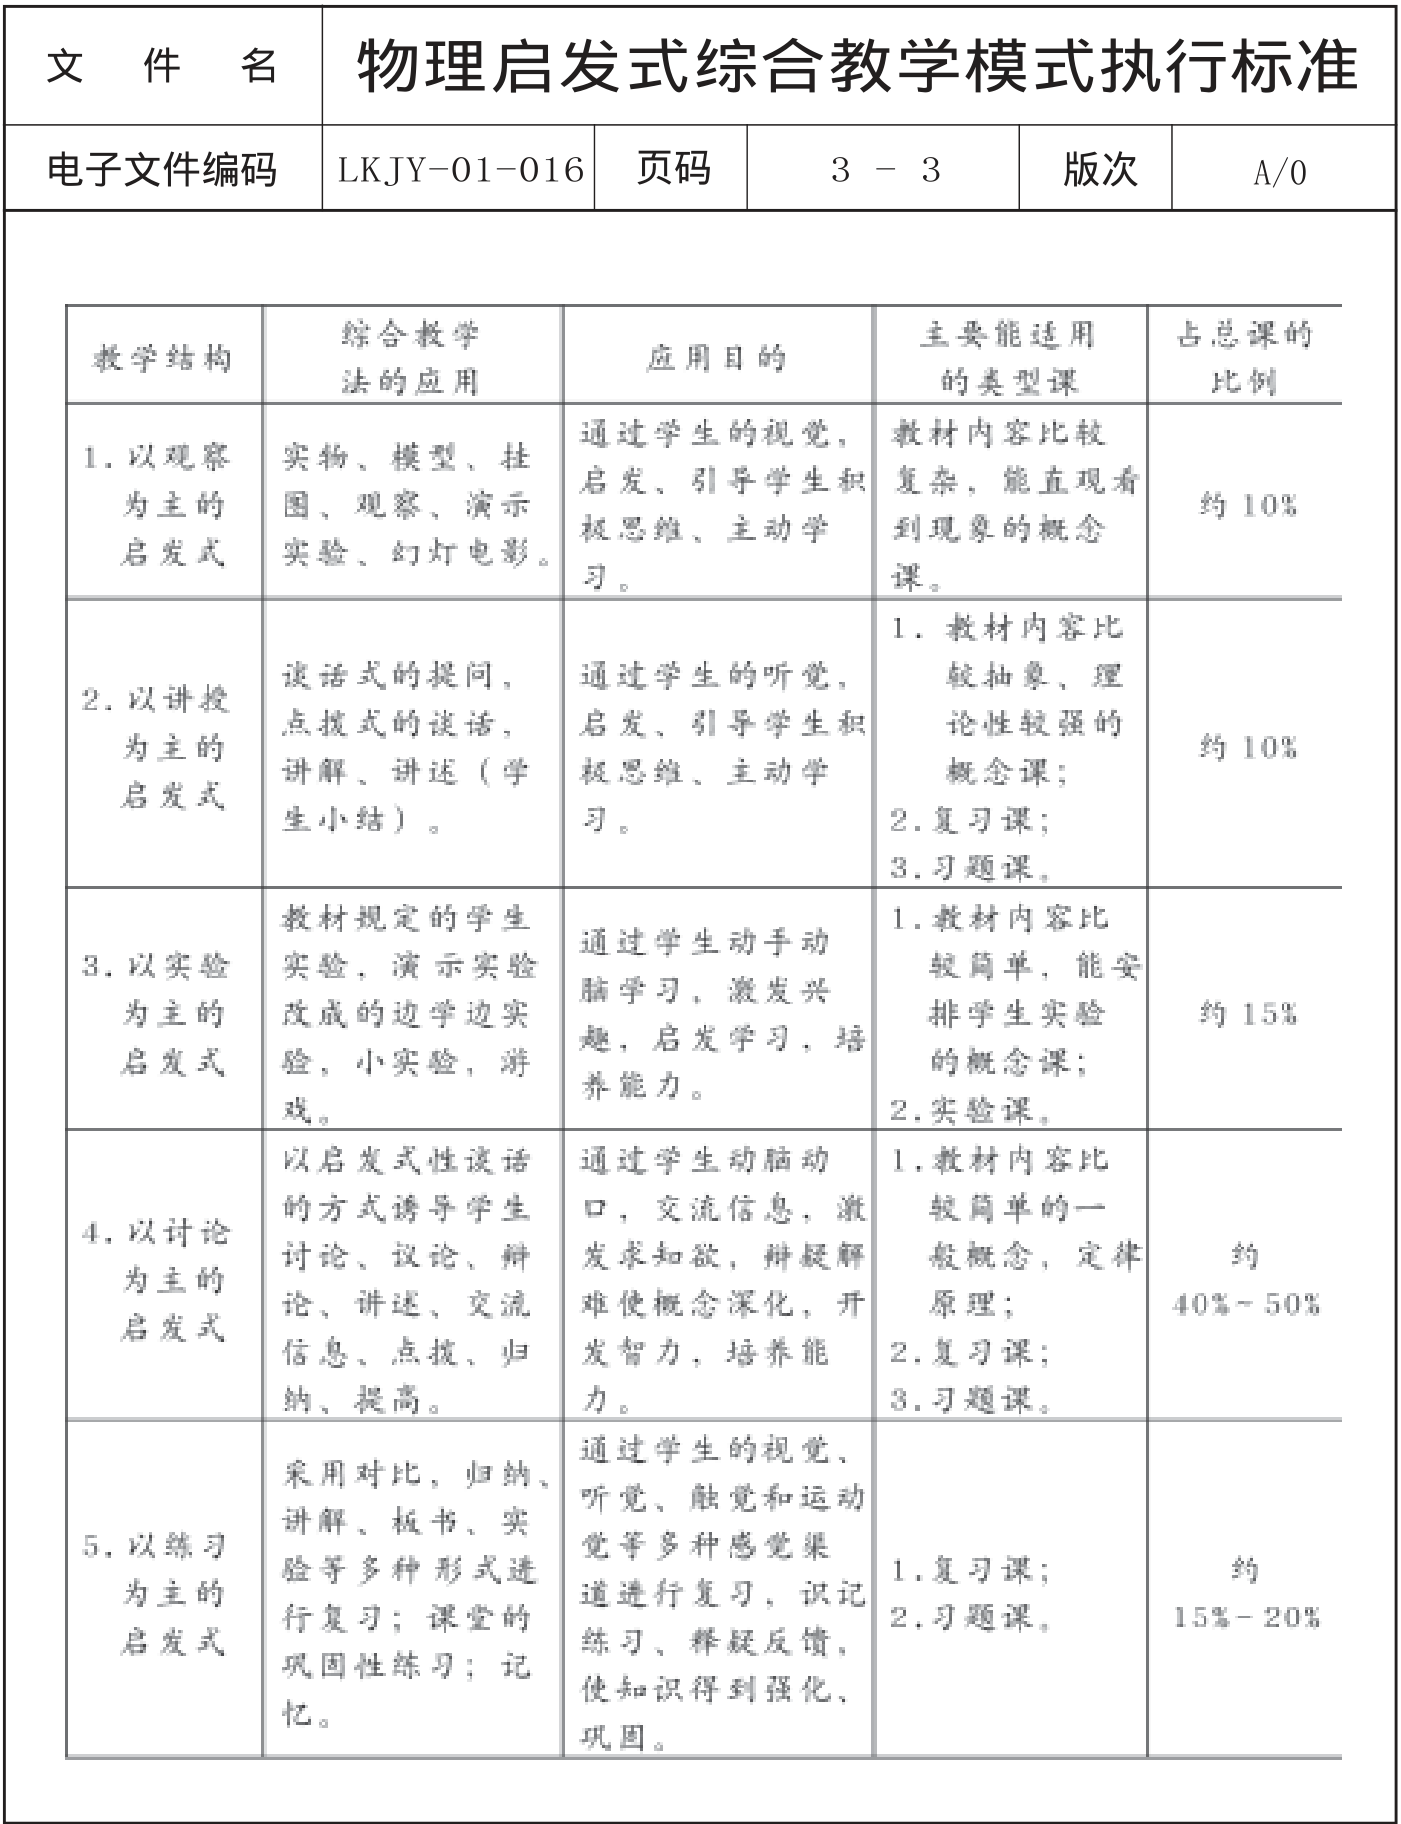 文 件 名 物理启发式综合教学模式执行标准
电子文件编码 LKJY-01-016 页码 3 - 3 版次 A/0
教学结构
综合教学
法的应用
应用目的
主要能适用
的类型课
占总课的
比例
1. 以观察
为主的
启发式
实物、模型、挂
图、观察、演示
实验、幻灯电影。
通过学生的视觉，
启发、引导学生积
极思维、主动学
习。
教材内容比较
复杂，能直观看
到现象的概念
课。
约 10%
2. 以讲授
为主的
启发式
谈话式的提问，
点拨式的谈话，
讲解、讲述（学
生小结）。
通过学生的听觉，
启发、引导学生积
极思维、主动学
习。
1. 教材内容比
较抽象、理
论性较强的
概念课；
2.复习课；
3.习题课。
约 10%
3. 以实验
为主的
启发式
教材规定的学生
实验，演示实验
改成的边学边实
验，小实验，游
戏。
通过学生动手动
脑学习，激发兴
趣，启发学习，培
养能力。
1.教材内容比
较简单，能安
排学生实验
的概念课；
2.实验课。
约 15%
4. 以讨论
为主的
启发式
以启发式性谈话
的方式诱导学生
讨论、议论、辩
论、讲述、交流
信息、点拨、归
纳、提高。
通过学生动脑动
口，交流信息，激
发求知欲，辩疑解
难使概念深化，开
发智力，培养能
力。
1.教材内容比
较简单的一
般概念，定律
原理；
2.复习课；
3.习题课。
约
40%~50%
5. 以练习
为主的
启发式
采用对比，归纳、
讲解、板书、实
验等多种形式进
行复习；课堂的
巩固性练习；记
忆。
通过学生的视觉、
听觉、触觉和运动
觉等多种感觉渠
道进行复习，识记
练习、释疑反馈，
使知识得到强化、
巩固。
1.复习课；
2.习题课。
约
15%-20%